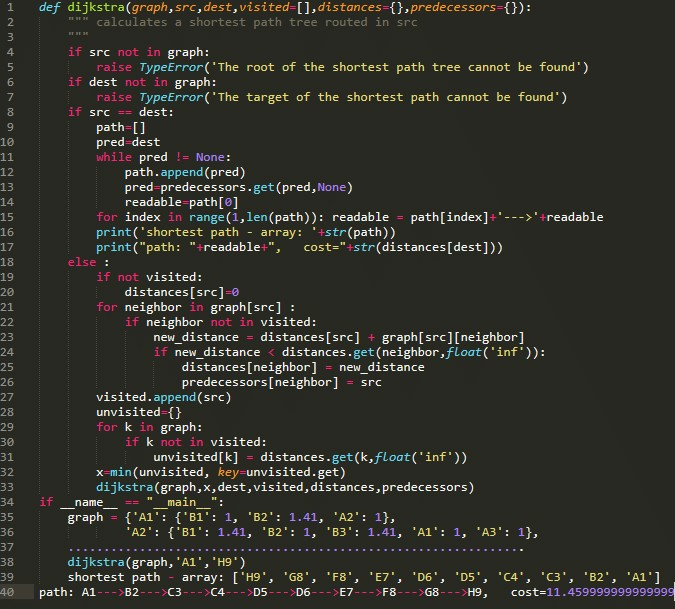 1 def dijkstra(graph,src,dest,visited=[],distances={},predecessors={}):
2 """ calculates a shortest path tree routed in src
3 """
4 if src not in graph:
5 raise TypeError('The root of the shortest path tree cannot be found')
6 if dest not in graph:
7 raise TypeError('The target of the shortest path cannot be found')
8 if src == dest:
9 path=[]
10 pred=dest
11 while pred != None:
12 path.append(pred)
13 pred=predecessors.get(pred,None)
14 readable=path[0]
15 for index in range(1,len(path)): readable = path[index]+'--->'+readable
16 print('shortest path - array: '+str(path))
17 print("path: "+readable+",   cost="+str(distances[dest]))
18 else :
19 if not visited:
20 distances[src]=0
21 for neighbor in graph[src] :
22 if neighbor not in visited:
23 new_distance = distances[src] + graph[src][neighbor]
24 if new_distance < distances.get(neighbor,float('inf')):
25 distances[neighbor] = new_distance
26 predecessors[neighbor] = src
27 visited.append(src)
28 unvisited={}
29 for k in graph:
30 if k not in visited:
31 unvisited[k] = distances.get(k,float('inf'))
32 x=min(unvisited, key=unvisited.get)
33 dijkstra(graph,x,dest,visited,distances,predecessors)
34 if __name__ == "__main__":
35 graph = {'A1': {'B1': 1, 'B2': 1.41, 'A2': 1},
36 'A2': {'B1': 1.41, 'B2': 1, 'B3': 1.41, 'A1': 1, 'A3': 1},
37 ..................................................................
38 dijkstra(graph,'A1','H9')
39 shortest path - array: ['H9', 'G8', 'F8', 'E7', 'D6', 'D5', 'C4', 'C3', 'B2', 'A1']
40 path: A1--->B2--->C3--->C4--->D5--->D6--->E7--->F8--->G8--->H9,   cost=11.459999999999999